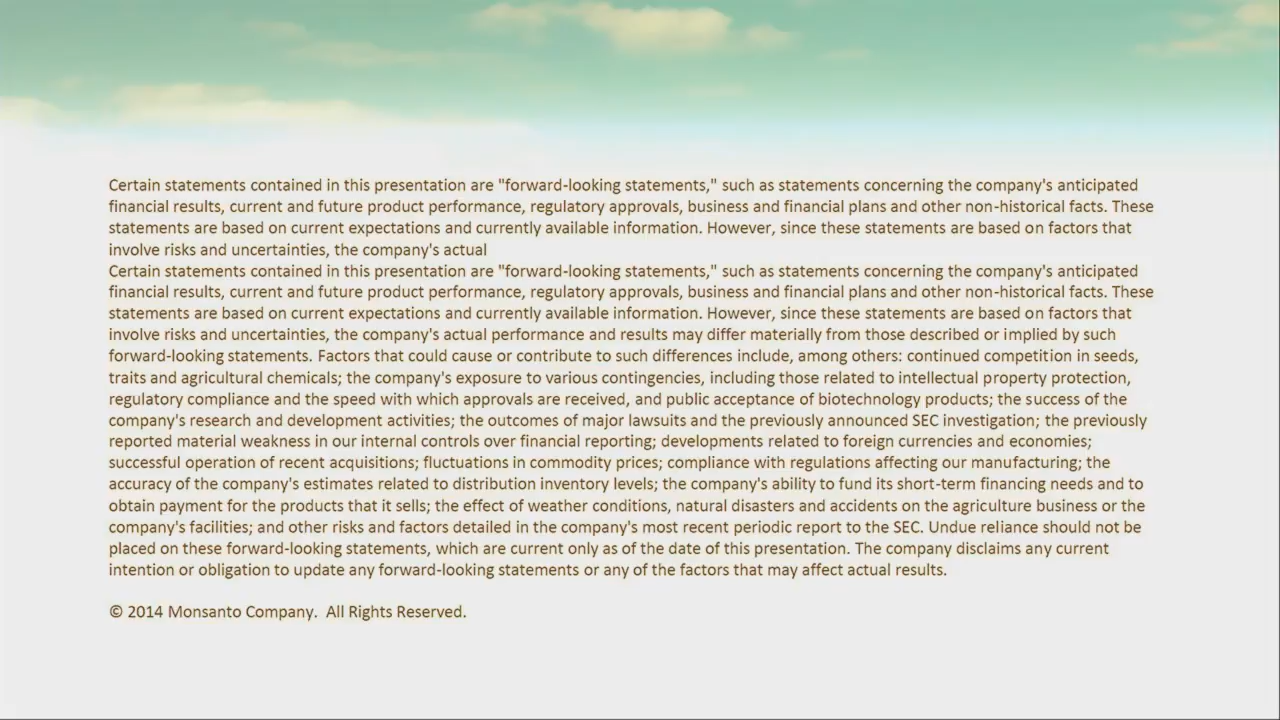 Certain statements contained in this presentation are "forward-looking statements," such as statements concerning the company's anticipated
financial results, current and future product performance, regulatory approvals, business and financial plans and other non-historical facts. These
statements are based on current expectations and currently available information. However, since these statements are based on factors that
involve risks and uncertainties, the company's actual
Certain statements contained in this presentation are "forward-looking statements," such as statements concerning the company's anticipated
financial results, current and future product performance, regulatory approvals, business and financial plans and other non-historical facts. These
statements are based on current expectations and currently available information. However, since these statements are based on factors that
involve risks and uncertainties, the company's actual performance and results may differ materially from those described or implied by such
forward-looking statements. Factors that could cause or contribute to such differences include, among others: continued competition in seeds,
traits and agricultural chemicals; the company's exposure to various contingencies, including those related to intellectual property protection,
regulatory compliance and the speed with which approvals are received, and public acceptance of biotechnology products; the success of the
company's research and development activities; the outcomes of major lawsuits and the previously announced SEC investigation; the previously
reported material weakness in our internal controls over financial reporting; developments related to foreign currencies and economies;
successful operation of recent acquisitions; fluctuations in commodity prices; compliance with regulations affecting our manufacturing; the
accuracy of the company's estimates related to distribution inventory levels; the company's ability to fund its short-term financing needs and to
obtain payment for the products that it sells; the effect of weather conditions, natural disasters and accidents on the agriculture business or the
company's facilities; and other risks and factors detailed in the company's most recent periodic report to the SEC. Undue reliance should not be
placed on these forward-looking statements, which are current only as of the date of this presentation. The company disclaims any current
intention or obligation to update any forward-looking statements or any of the factors that may affect actual results.
© 2014 Monsanto Company.  All Rights Reserved.